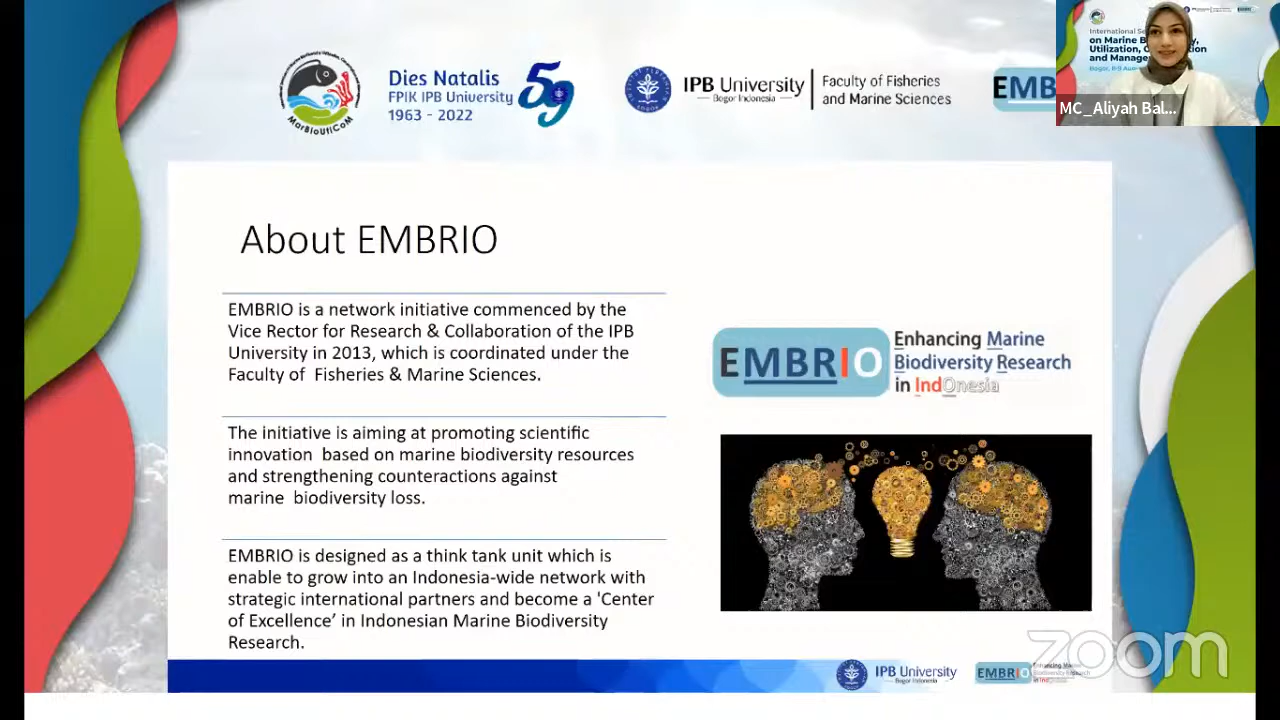 MarBioUtiCoM
Dies Natalis
FPIK IPB University
1963 - 2022
59
IPB University
Bogor Indonesia
Faculty of Fisheries
and Marine Sciences
EMB
International Se
on Marine B
Utilization, C
and Manage
MC_Aliyah Bal...
About EMBRIO
EMBRIO is a network initiative commenced by the
Vice Rector for Research & Collaboration of the IPB
University in 2013, which is coordinated under the
Faculty of Fisheries & Marine Sciences.
The initiative is aiming at promoting scientific
innovation based on marine biodiversity resources
and strengthening counteractions against
marine biodiversity loss.
EMBRIO is designed as a think tank unit which is
enable to grow into an Indonesia-wide network with
strategic international partners and become a 'Center
of Excellence’ in Indonesian Marine Biodiversity
Research.
EMBRIO
Enhancing Marine
Biodiversity Research
in IndOnesia
zoom
IPB University
Bogor Indonesia
EMBRIO